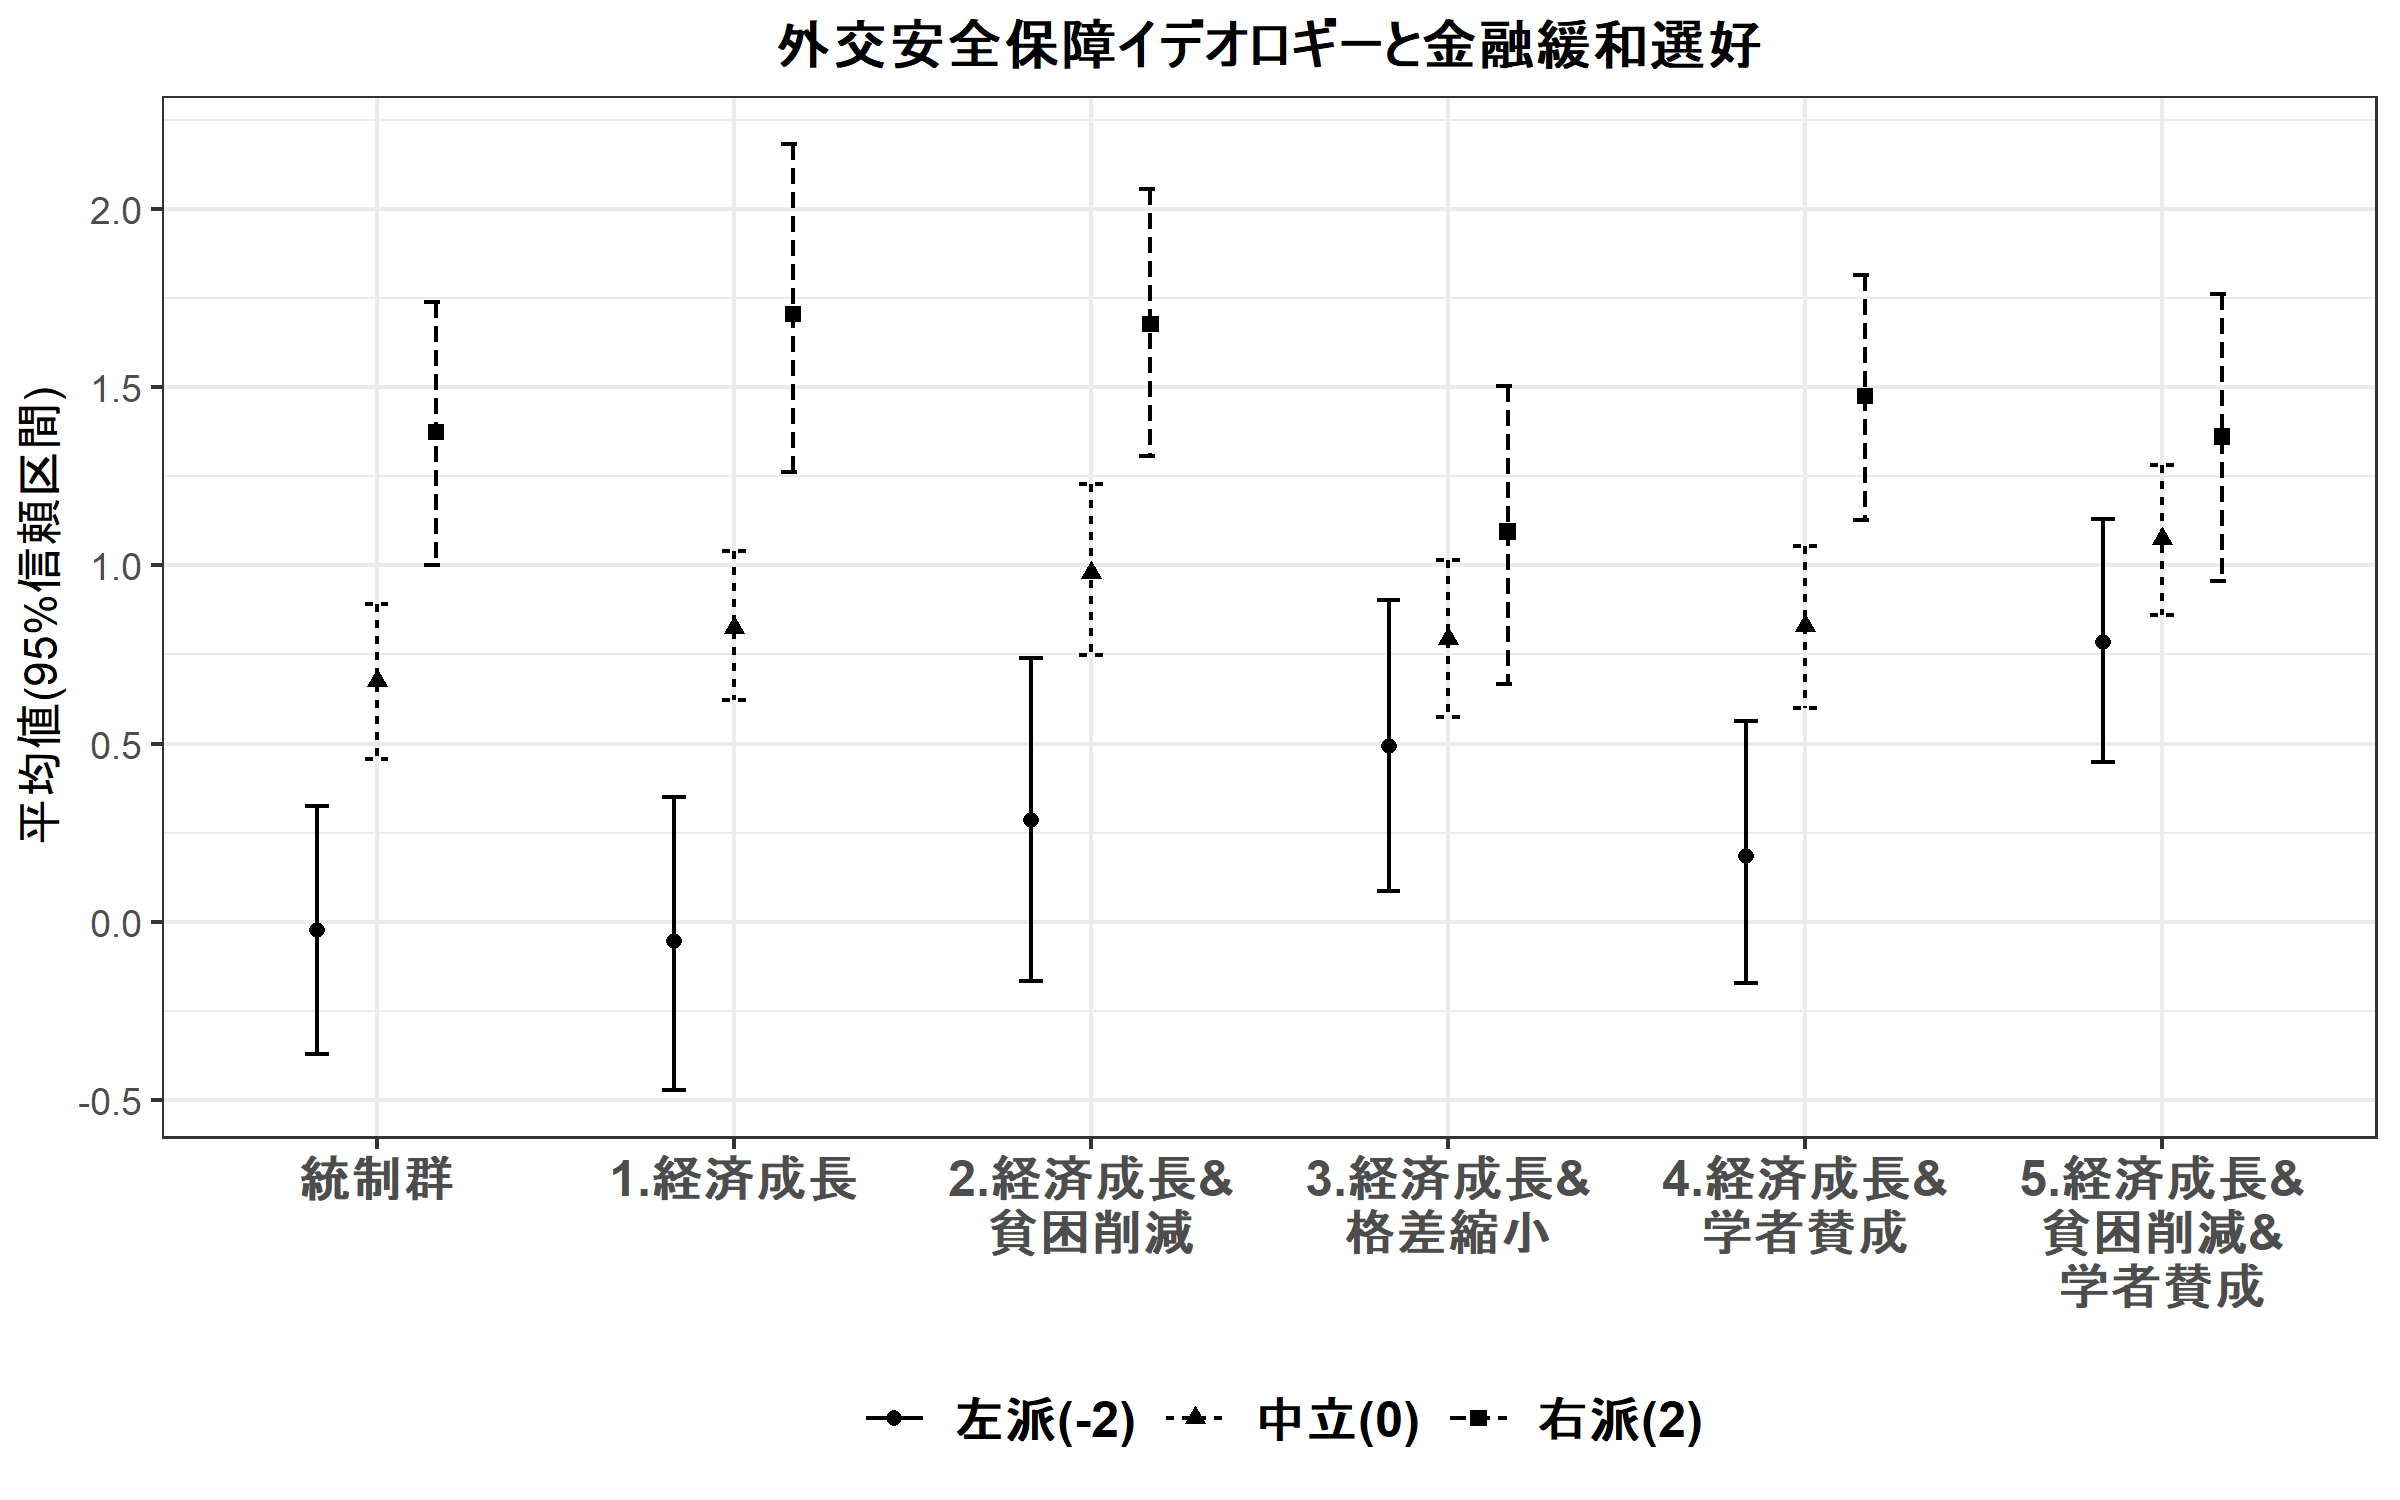 外交安全保障イデオロギーと金融緩和選好
平均値(95%信頼区間)
2.0
1.5
1.0
0.5
0.0
-0.5
統制群
1.経済成長
2.経済成長&
貧困削減
3.経済成長&
格差縮小
4.経済成長&
学者賛成
5.経済成長&
貧困削減&
学者賛成
左派(-2)
中立(0)
右派(2)